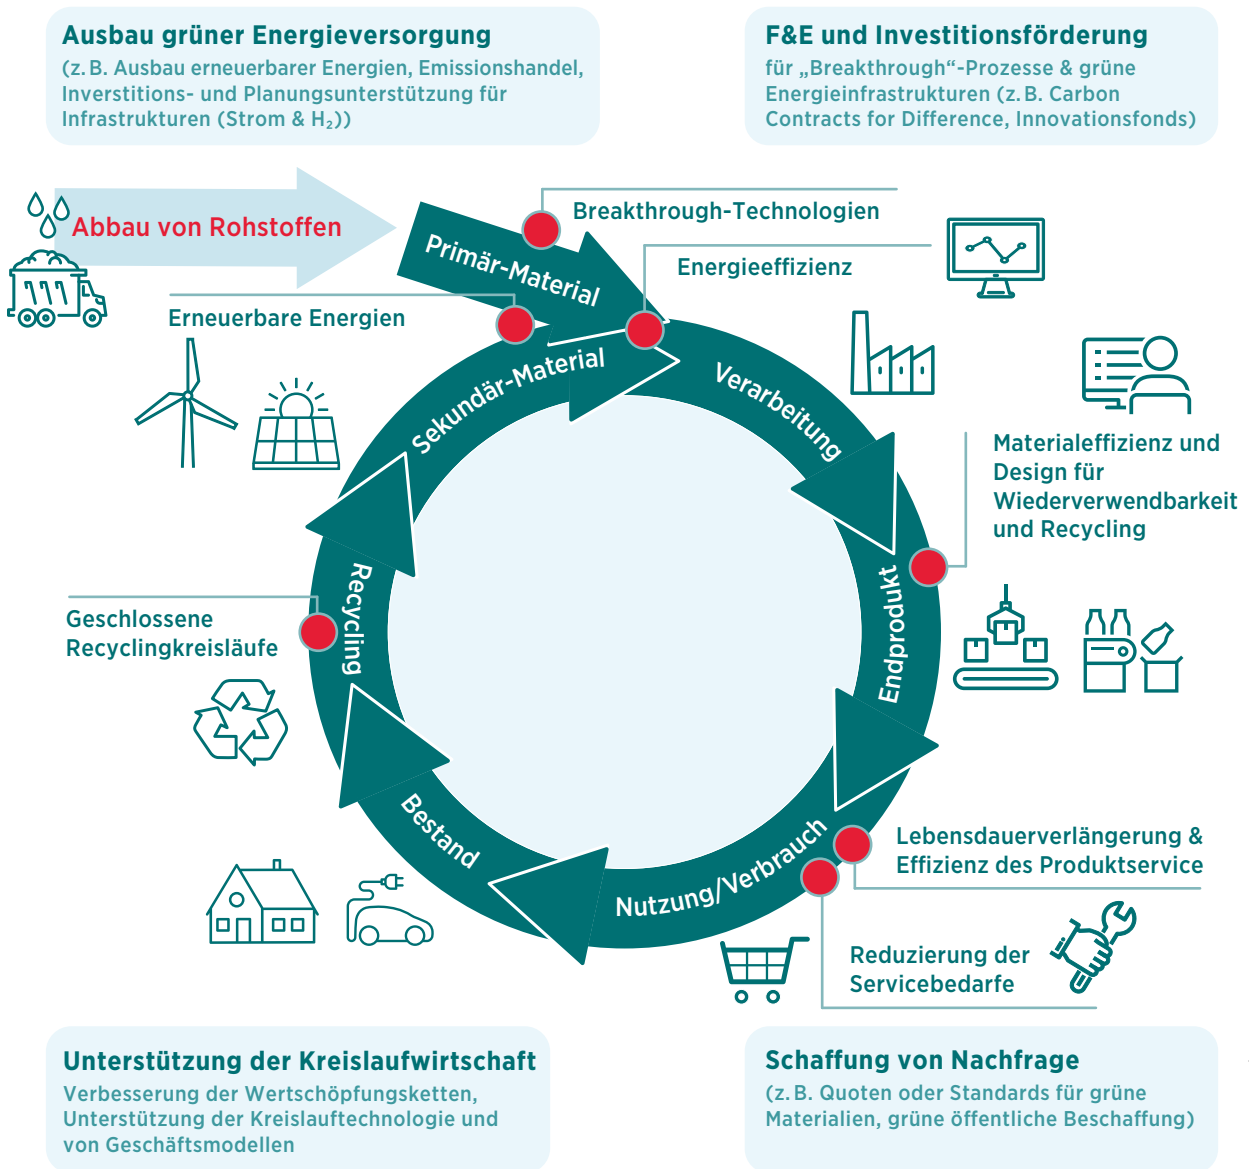 Ausbau grüner Energieversorgung
(z. B. Ausbau erneuerbarer Energien, Emissionshandel,
Inverstitions- und Planungsunterstützung für
Infrastrukturen (Strom & H₂))
F&E und Investitionsförderung
für „Breakthrough“-Prozesse & grüne
Energieinfrastrukturen (z. B. Carbon
Contracts for Difference, Innovationsfonds)
Abbau von Rohstoffen
Primär-Material
Breakthrough-Technologien
Energieeffizienz
Erneuerbare Energien
Sekundär-Material
Verarbeitung
Materialeffizienz und
Design für
Wiederverwendbarkeit
und Recycling
Endprodukt
Recycling
Geschlossene
Recyclingkreisläufe
Bestand
Nutzung/Verbrauch
Lebensdauerverlängerung &
Effizienz des Produktservice
Reduzierung der
Servicebedarfe
Unterstützung der Kreislaufwirtschaft
Verbesserung der Wertschöpfungsketten,
Unterstützung der Kreislauftechnologie und
von Geschäftsmodellen
Schaffung von Nachfrage
(z. B. Quoten oder Standards für grüne
Materialien, grüne öffentliche Beschaffung)